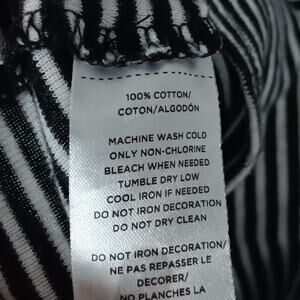 100% COTTON/
COTON/ALGODÓN
MACHINE WASH COLD
ONLY NON-CHLORINE
BLEACH WHEN NEEDED
TUMBLE DRY LOW
COOL IRON IF NEEDED
DO NOT IRON DECORATION
DO NOT DRY CLEAN
DO NOT IRON DECORATION/
NE PAS REPASSER LE
DECORER/
NO PLANCHES LA